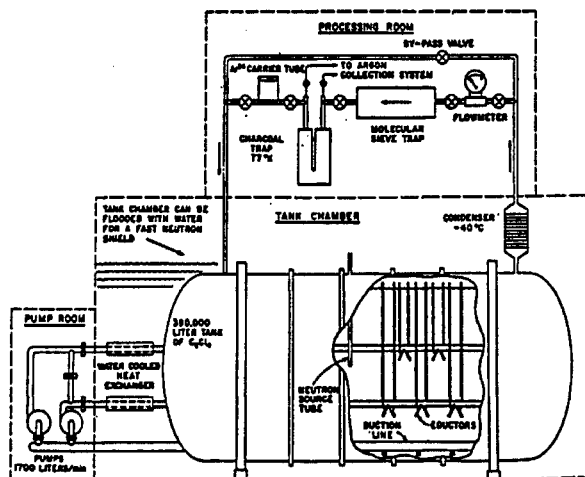 PROCESSING ROOM
BY-PASS VALVE
TO ARGON
COLLECTION SYSTEM
CARRIER TUBE
FLOWMETER
MOLECULAR
SIEVE TRAP
CHARCOAL
TRAP
77°K
TANK CHAMBER CAN BE
FLOODED WITH WATER
FOR A FAST NEUTRON
SHIELD
TANK CHAMBER
CONDENSER
-40°C
PUMP ROOM
380,000
LITER TANK
OF C₂Cl₄
WATER COOLED
HEAT
EXCHANGER
NEUTRON
SOURCE
TUBE
SUCTION
LINE
EDUCTORS
PUMPS
1700 LITERS/min